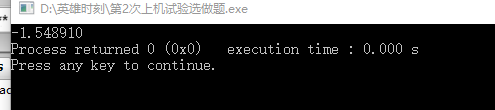 D:\英雄时刻\第2次上机试验选做题.exe
-1.548910
Process returned 0 (0x0)   execution time : 0.000 s
Press any key to continue.